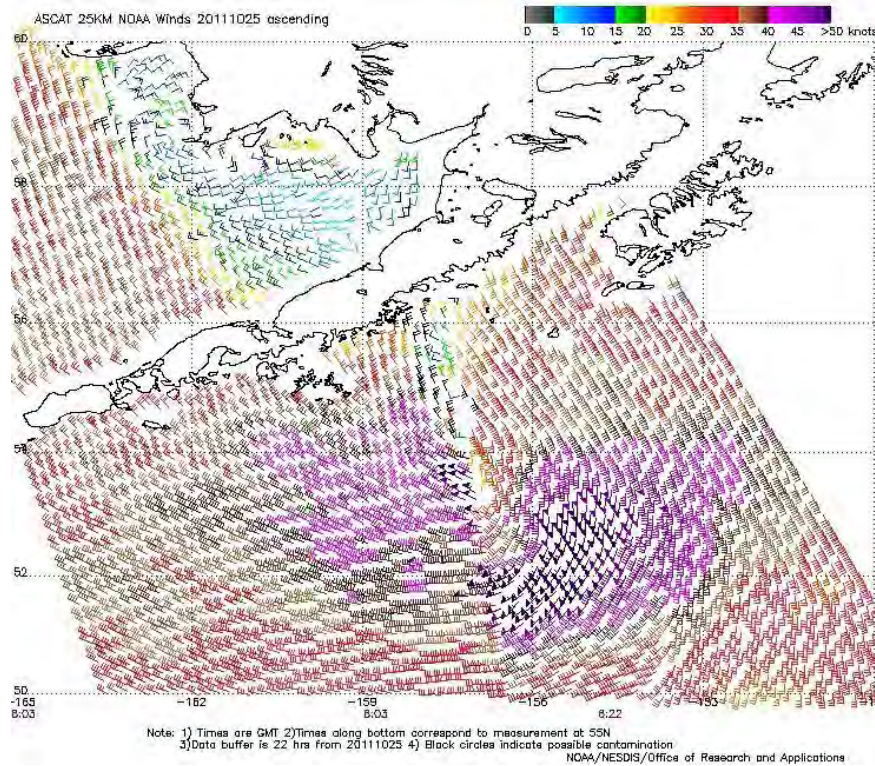 ASCAT 25KM NOAA Winds 20111025 ascending
0 5 10 15 20 25 30 35 40 45 >50 knots
60
58
56
54
52
50
-165 -162 -159 -156 -153
8:03 8:03 6:22
Note: 1) Times are GMT 2)Times along bottom correspond to measurement at 55N
3)Data buffer is 22 hrs from 20111025 4) Black circles indicate possible contamination
NOAA/NESDIS/Office of Research and Applications